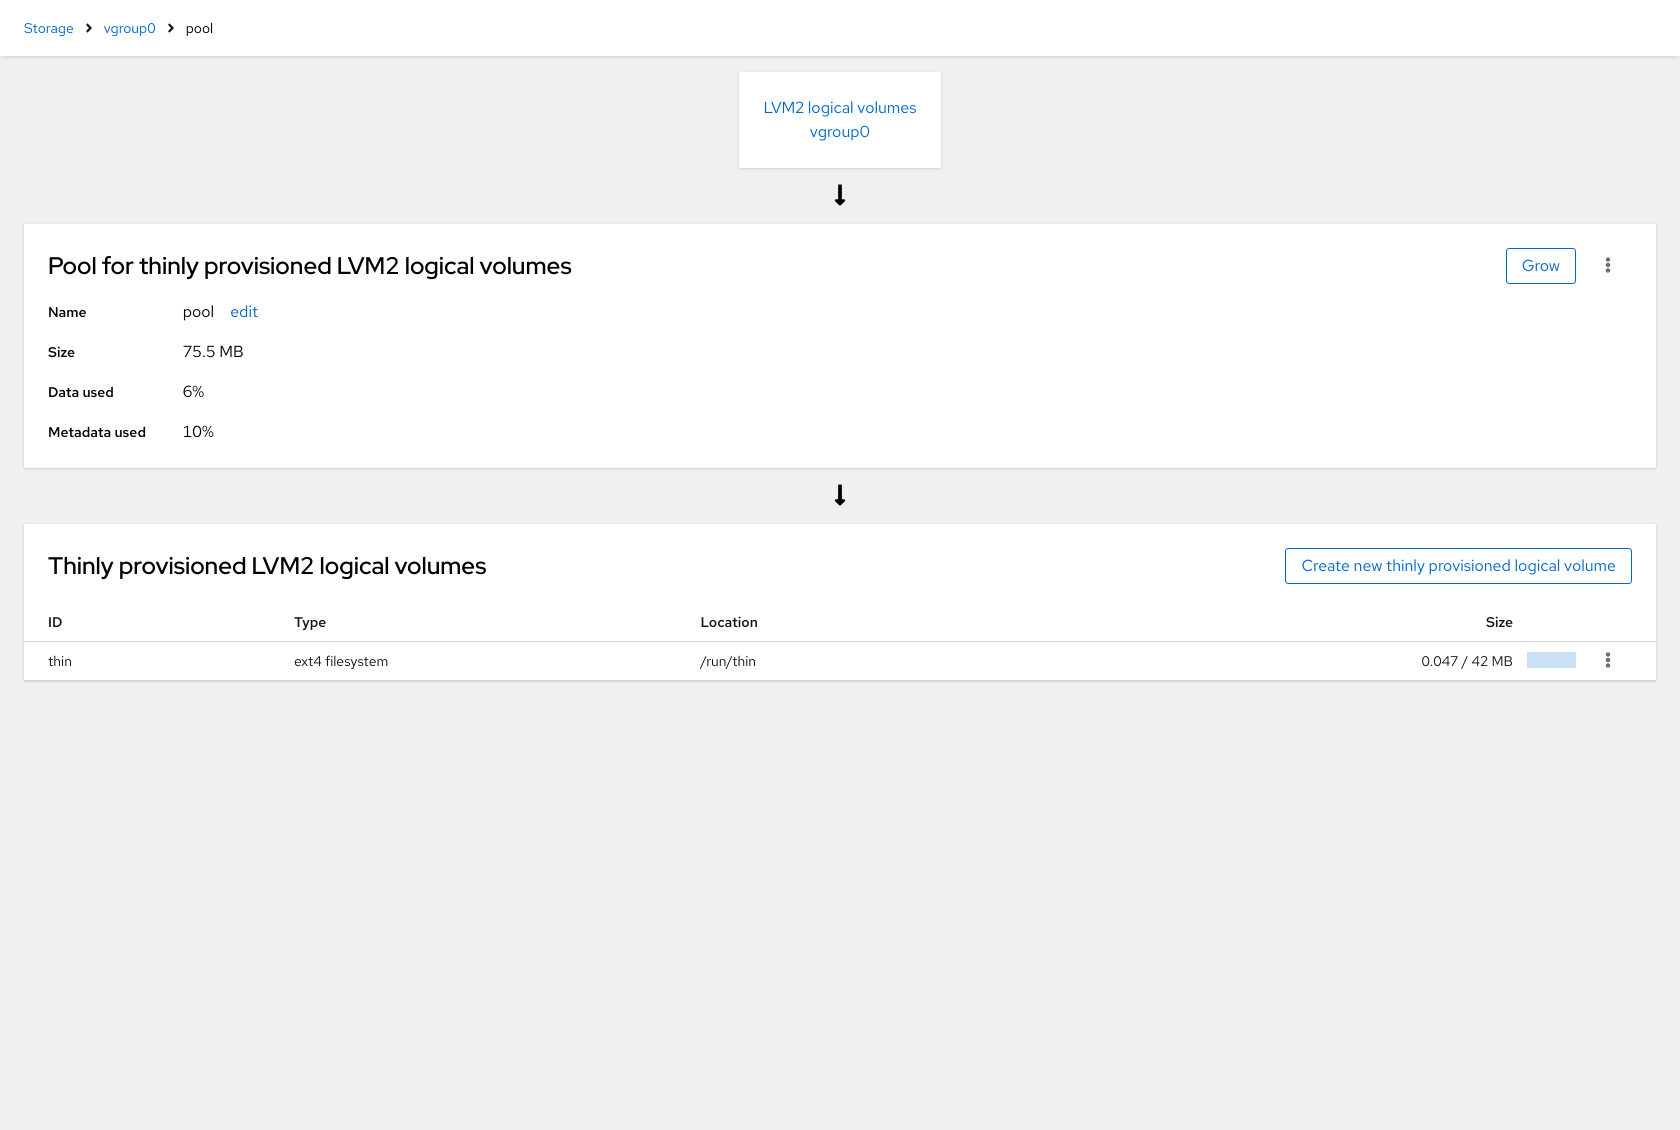 Storage > vgroup0 > pool
LVM2 logical volumes
vgroup0
Pool for thinly provisioned LVM2 logical volumes
Grow
Name pool edit
Size 75.5 MB
Data used 6%
Metadata used 10%
Thinly provisioned LVM2 logical volumes
Create new thinly provisioned logical volume
ID Type Location Size
thin ext4 filesystem /run/thin 0.047 / 42 MB